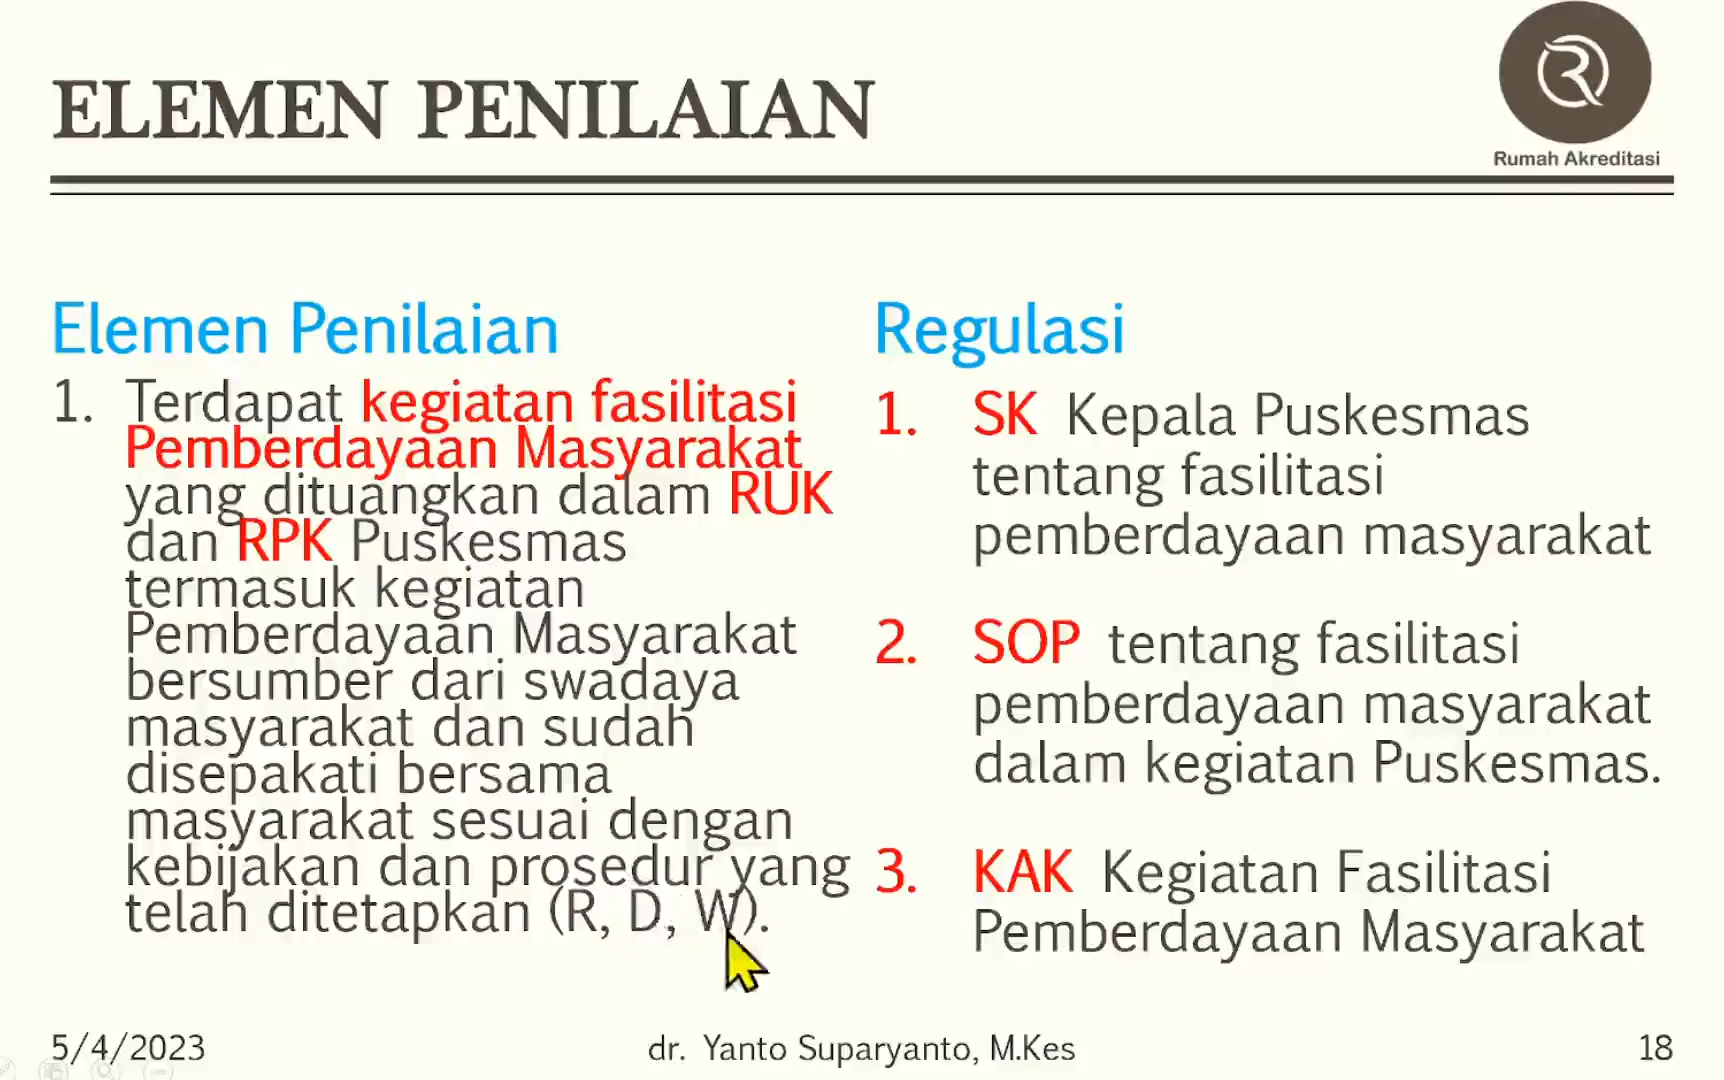 ELEMEN PENILAIAN
Rumah Akreditasi
Elemen Penilaian
1. Terdapat kegiatan fasilitasi
Pemberdayaan Masyarakat
yang dituangkan dalam RUK
dan RPK Puskesmas
termasuk kegiatan
Pemberdayaan Masyarakat
bersumber dari swadaya
masyarakat dan sudah
disepakati bersama
masyarakat sesuai dengan
kebijakan dan prosedur yang
telah ditetapkan (R, D, W).
Regulasi
1. SK Kepala Puskesmas
tentang fasilitasi
pemberdayaan masyarakat
2. SOP tentang fasilitasi
pemberdayaan masyarakat
dalam kegiatan Puskesmas.
3. KAK Kegiatan Fasilitasi
Pemberdayaan Masyarakat
5/4/2023
dr. Yanto Suparyanto, M.Kes
18